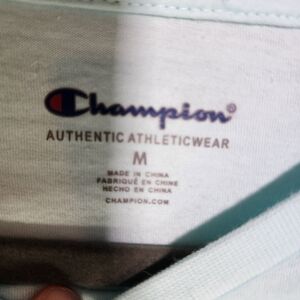 Champion®
AUTHENTIC ATHLETICWEAR
M
MADE IN CHINA
FABRIQUÉ EN CHINE
HECHO EN CHINA
CHAMPION.COM